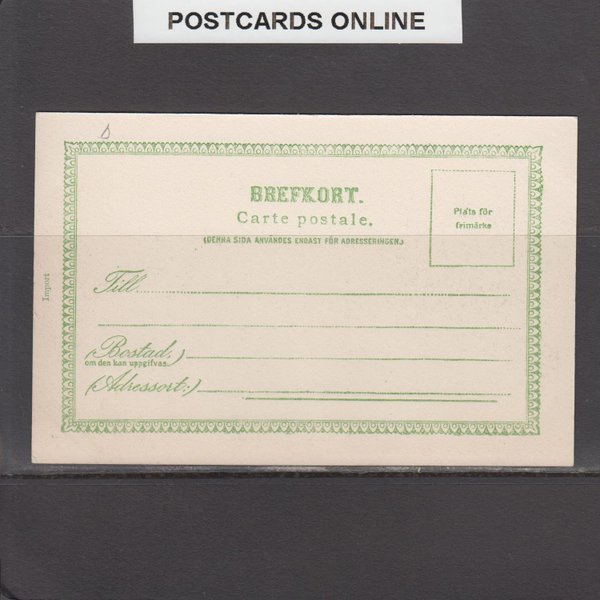 POSTCARDS ONLINE
BREFKORT.
Carte postale.
(DENNA SIDA ANVÄNDES ENDAST FÖR ADRESSERINGEN.)
Plats för
frimärke
Till
(Bostad:)
om den kan uppgifvas.
(Adressort:)
Import